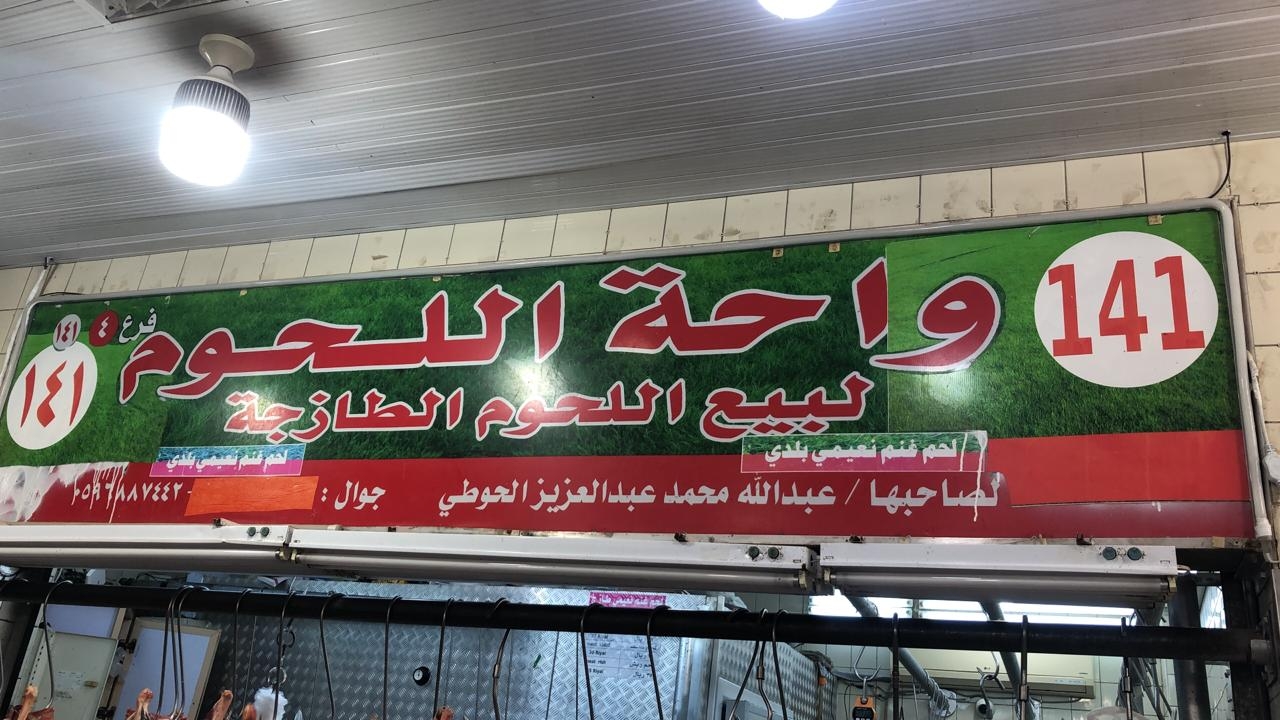 141
واحة اللحوم
فرع ٤ ١٤١
١٤١
لبيع اللحوم الطازجة
لحم غنم نعيمي بلدي
لحم غنم نعيمي بلدي
لصاحبها / عبدالله محمد عبدالعزيز الحوطي جوال : ٠٥٩٦٨٨٧٤٤٢